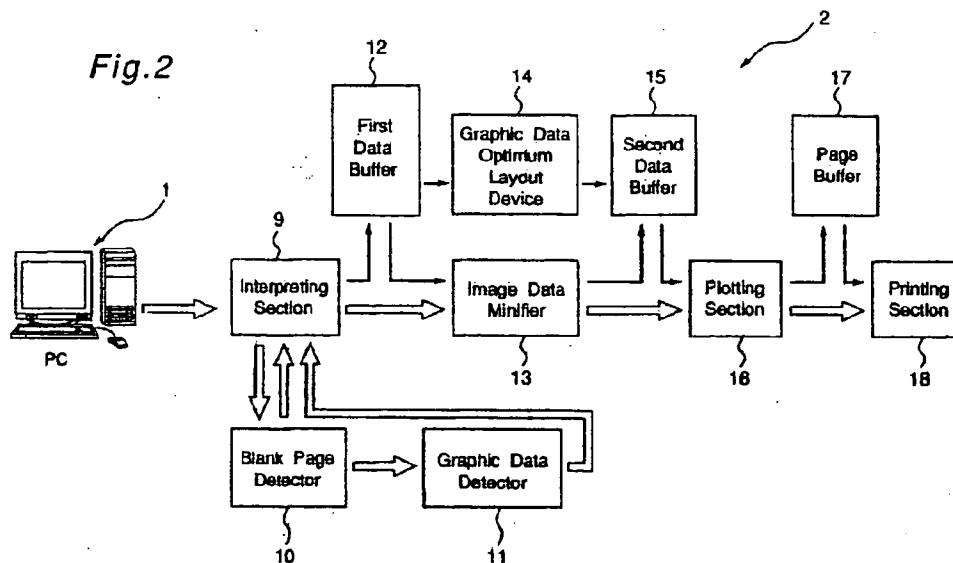 Fig.2
2
12
First
Data
Buffer
14
Graphic Data
Optimum
Layout
Device
15
Second
Data
Buffer
17
Page
Buffer
1
PC
9
Interpreting
Section
Image Data
Minifier
13
Plotting
Section
16
Printing
Section
18
Blank Page
Detector
10
Graphic Data
Detector
11